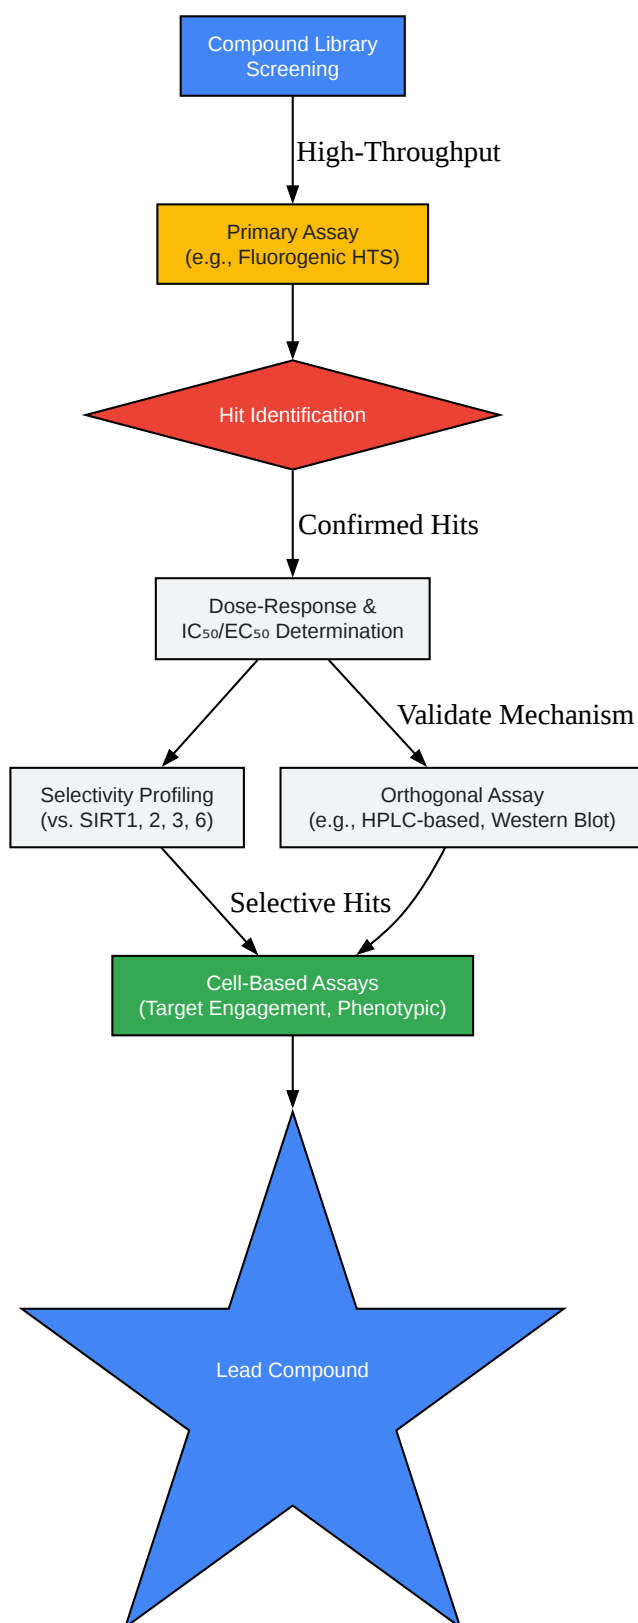 Compound Library
Screening
High-Throughput
Primary Assay
(e.g., Fluorogenic HTS)
Hit Identification
Confirmed Hits
Dose-Response &
IC₅₀/EC₅₀ Determination
Validate Mechanism
Selectivity Profiling
(vs. SIRT1, 2, 3, 6)
Orthogonal Assay
(e.g., HPLC-based, Western Blot)
Selective Hits
Cell-Based Assays
(Target Engagement, Phenotypic)
Lead Compound